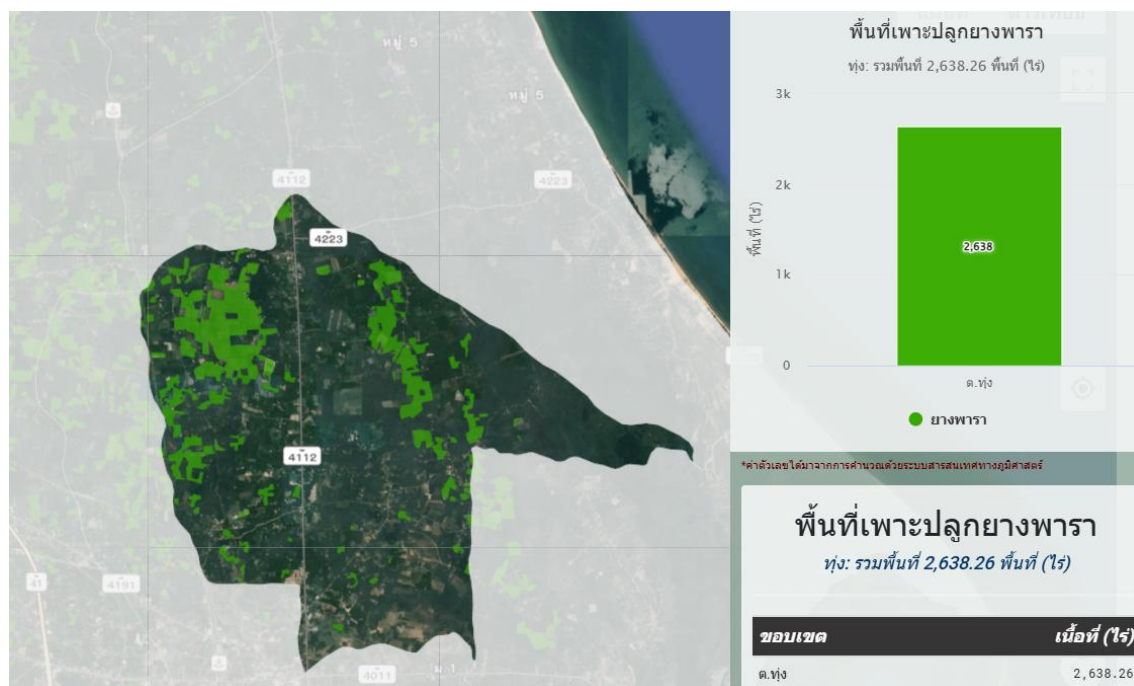 หมู่ 5
หมู่ 5
4112
4223
4223
4112
41
4191
4011
ม.1
พื้นที่เพาะปลูกยางพารา
ทุ่ง: รวมพื้นที่ 2,638.26 พื้นที่ (ไร่)
3k
2k
1k
0
พื้นที่ (ไร่)
2,638
ต.ทุ่ง
ยางพารา
*ค่าตัวเลขได้มาจากการคำนวณด้วยระบบสารสนเทศทางภูมิศาสตร์
พื้นที่เพาะปลูกยางพารา
ทุ่ง: รวมพื้นที่ 2,638.26 พื้นที่ (ไร่)
ขอบเขต เนื้อที่ (ไร่)
ต.ทุ่ง 2,638.26